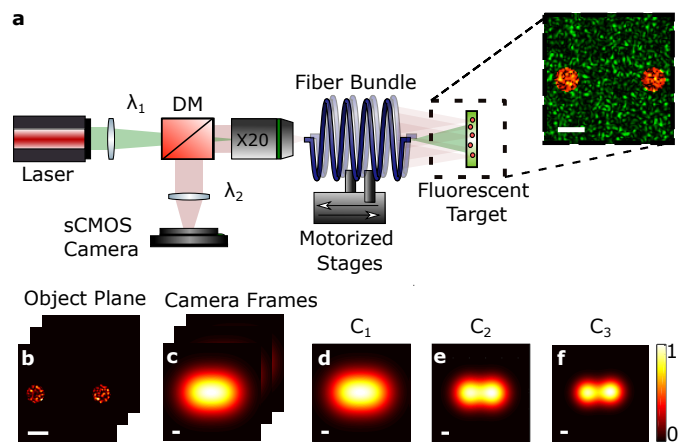 a
Fiber Bundle
λ1
DM
X20
Laser
λ2
Fluorescent
Target
sCMOS
Camera
Motorized
Stages
Object Plane
Camera Frames
C1
C2
C3
b
c
d
e
f
1
0